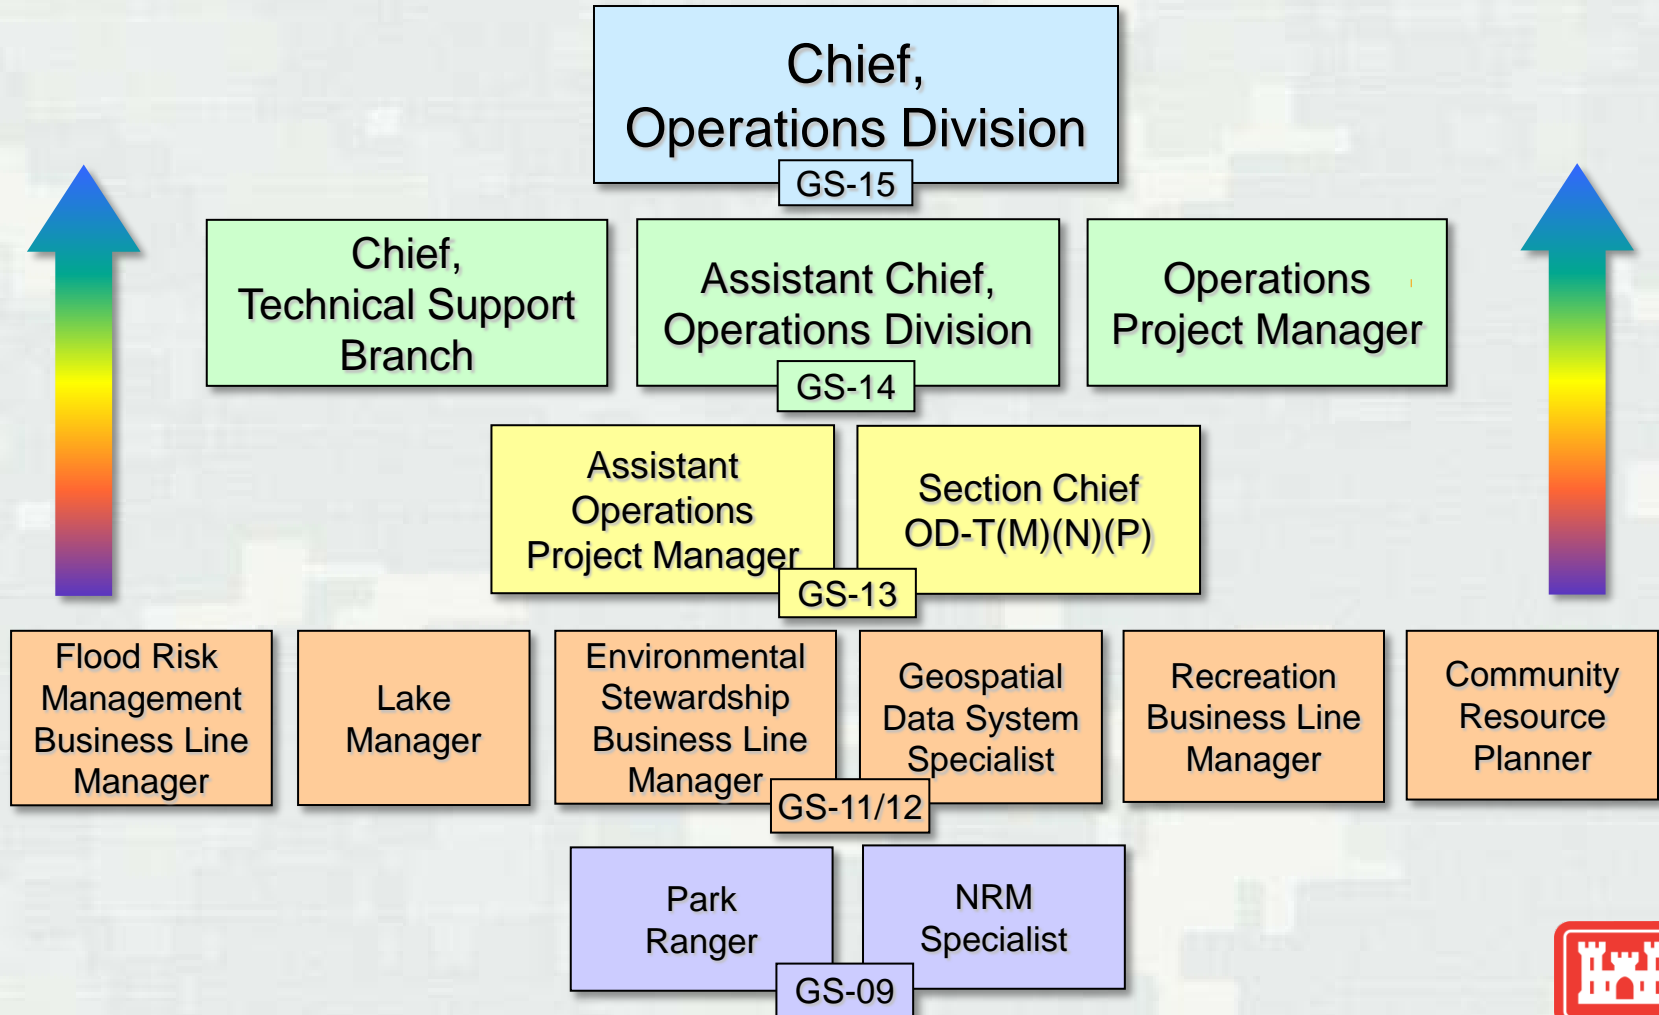 Chief,
Operations Division
GS-15
Chief,
Technical Support
Branch
Assistant Chief,
Operations Division
Operations
Project Manager
GS-14
Assistant
Operations
Project Manager
Section Chief
OD-T(M)(N)(P)
GS-13
Flood Risk
Management
Business Line
Manager
Lake
Manager
Environmental
Stewardship
Business Line
Manager
Geospatial
Data System
Specialist
Recreation
Business Line
Manager
Community
Resource
Planner
GS-11/12
Park
Ranger
NRM
Specialist
GS-09